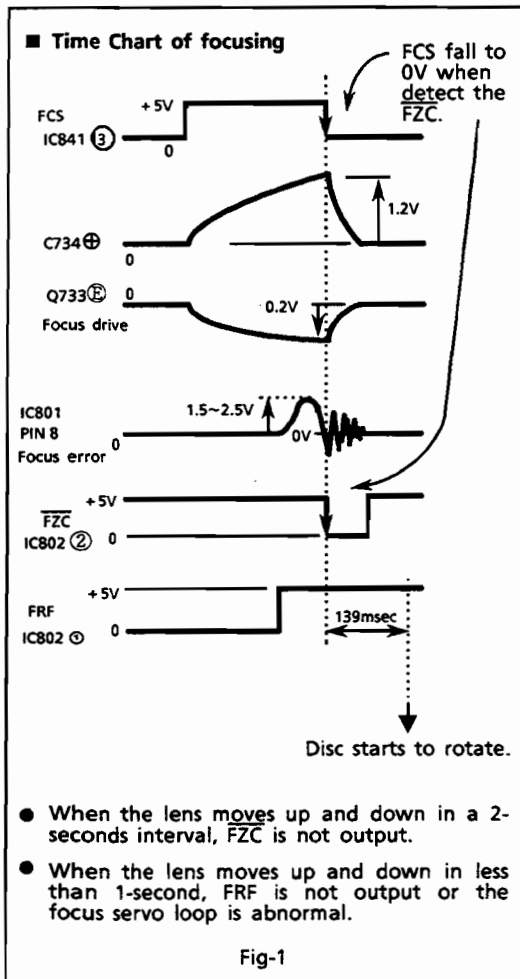 ■ Time Chart of focusing
FCS fall to
0V when
detect the
F̅Z̅C̅.
+5V
FCS
IC841 ③
0
1.2V
C734⊕
0
Q733Ⓔ 0
Focus drive
0.2V
IC801
PIN 8
Focus error
1.5~2.5V
0
0V
+5V
F̅Z̅C̅
IC802 ②
0
+5V
FRF
IC802 ①
0
139msec
Disc starts to rotate.
● When the lens moves up and down in a 2-
seconds interval, F̅Z̅C̅ is not output.
● When the lens moves up and down in less
than 1-second, FRF is not output or the
focus servo loop is abnormal.
Fig-1